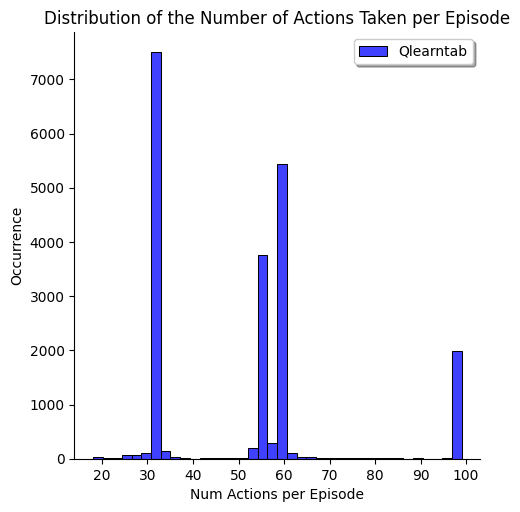 Distribution of the Number of Actions Taken per Episode
Qlearntab
7000
6000
5000
4000
3000
2000
1000
0
Occurrence
20 30 40 50 60 70 80 90 100
Num Actions per Episode